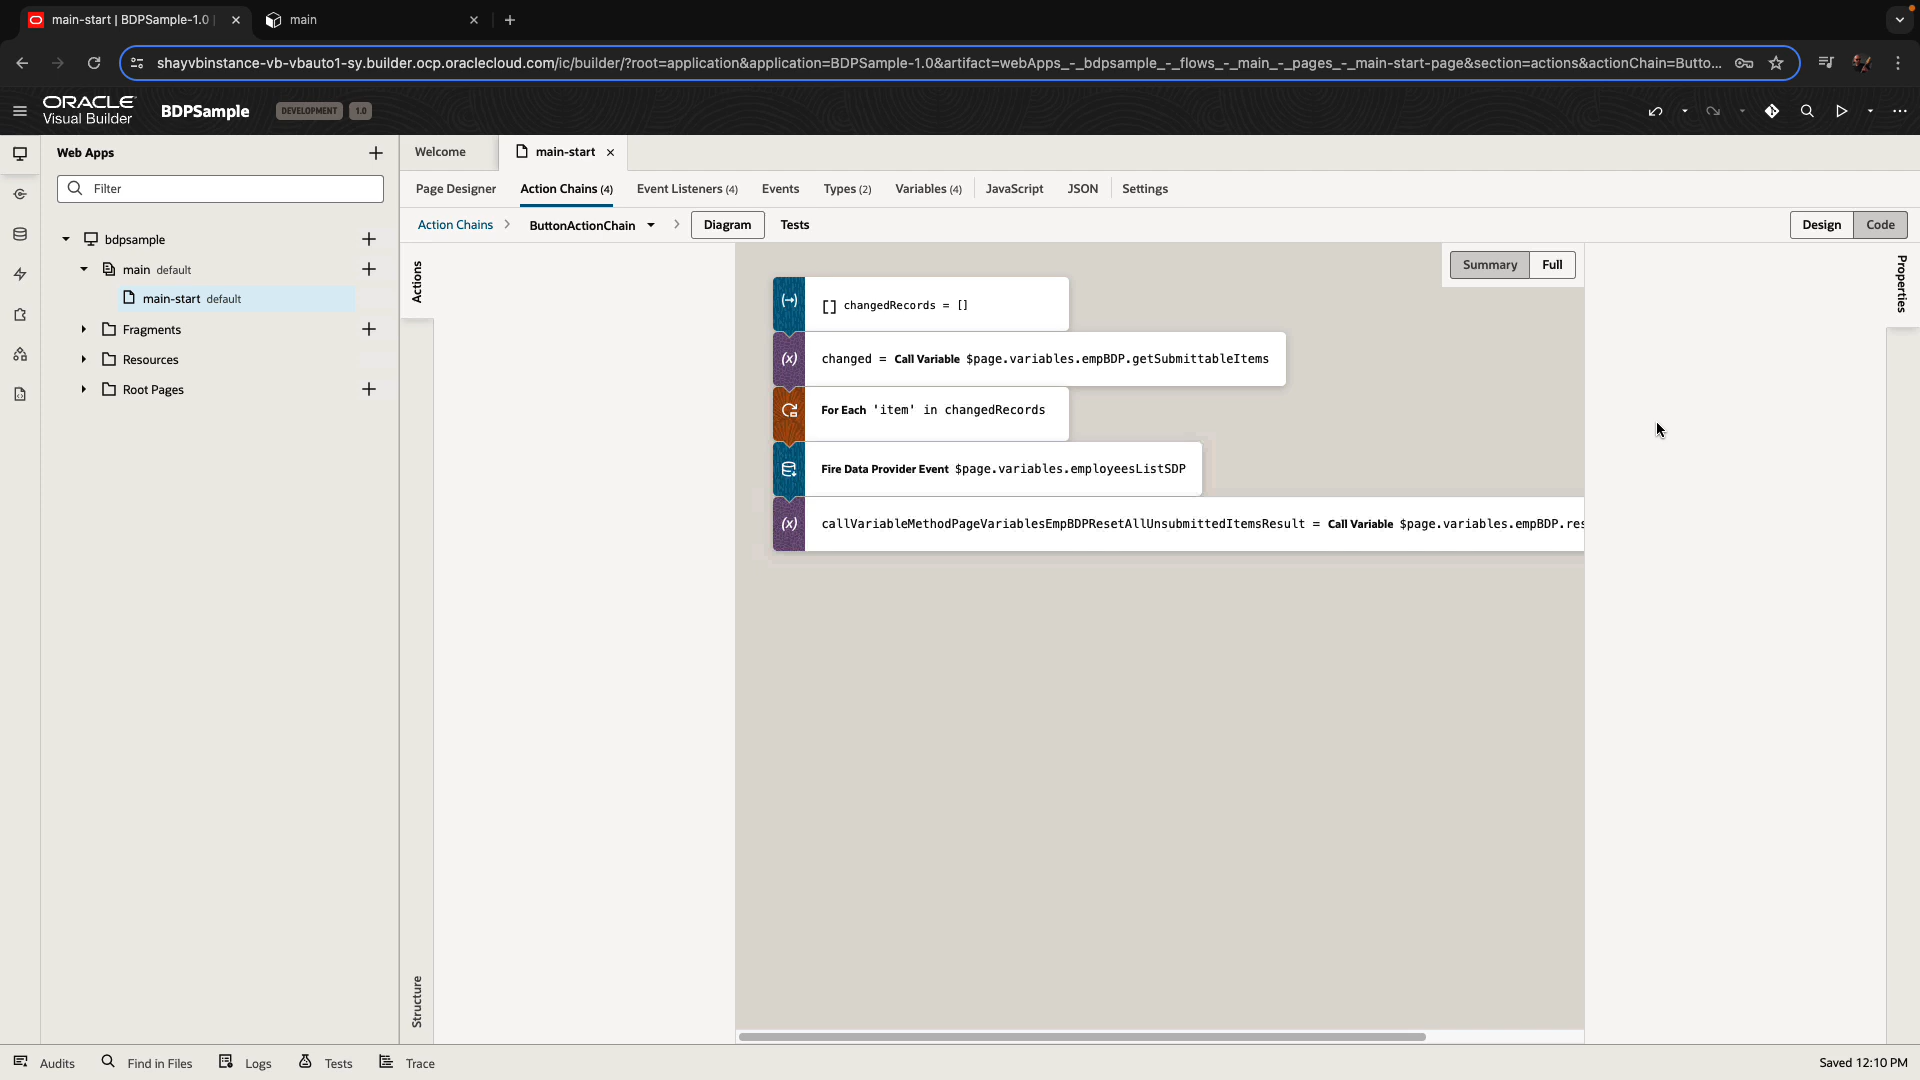 main-start | BDPSample-1.0 |
main
shayvbinstance-vb-vbauto1-sy.builder.ocp.oraclecloud.com/ic/builder/?root=application&application=BDPSample-1.0&artifact=webApps_-_bdpsample_-_flows_-_main_-_pages_-_main-start-page&section=actions&actionChain=Butto...
ORACLE
Visual Builder
BDPSample
DEVELOPMENT
1.0
Web Apps
Welcome
main-start
Filter
Page Designer
Action Chains (4)
Event Listeners (4)
Events
Types (2)
Variables (4)
JavaScript
JSON
Settings
Action Chains
ButtonActionChain
Diagram
Tests
Design
Code
bdpsample
main default
main-start default
Fragments
Resources
Root Pages
Actions
Structure
Summary
Full
Properties
[] changedRecords = []
(x) changed = Call Variable $page.variables.empBDP.getSubmittableItems
For Each 'item' in changedRecords
Fire Data Provider Event $page.variables.employeesListSDP
(x) callVariableMethodPageVariablesEmpBDPResetAllUnsubmittedItemsResult = Call Variable $page.variables.empBDP.res
Audits
Find in Files
Logs
Tests
Trace
Saved 12:10 PM